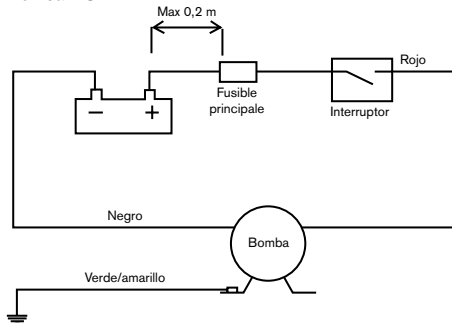 Max 0,2 m
Rojo
Fusible
principale
Interruptor
Negro
Bomba
Verde/amarillo